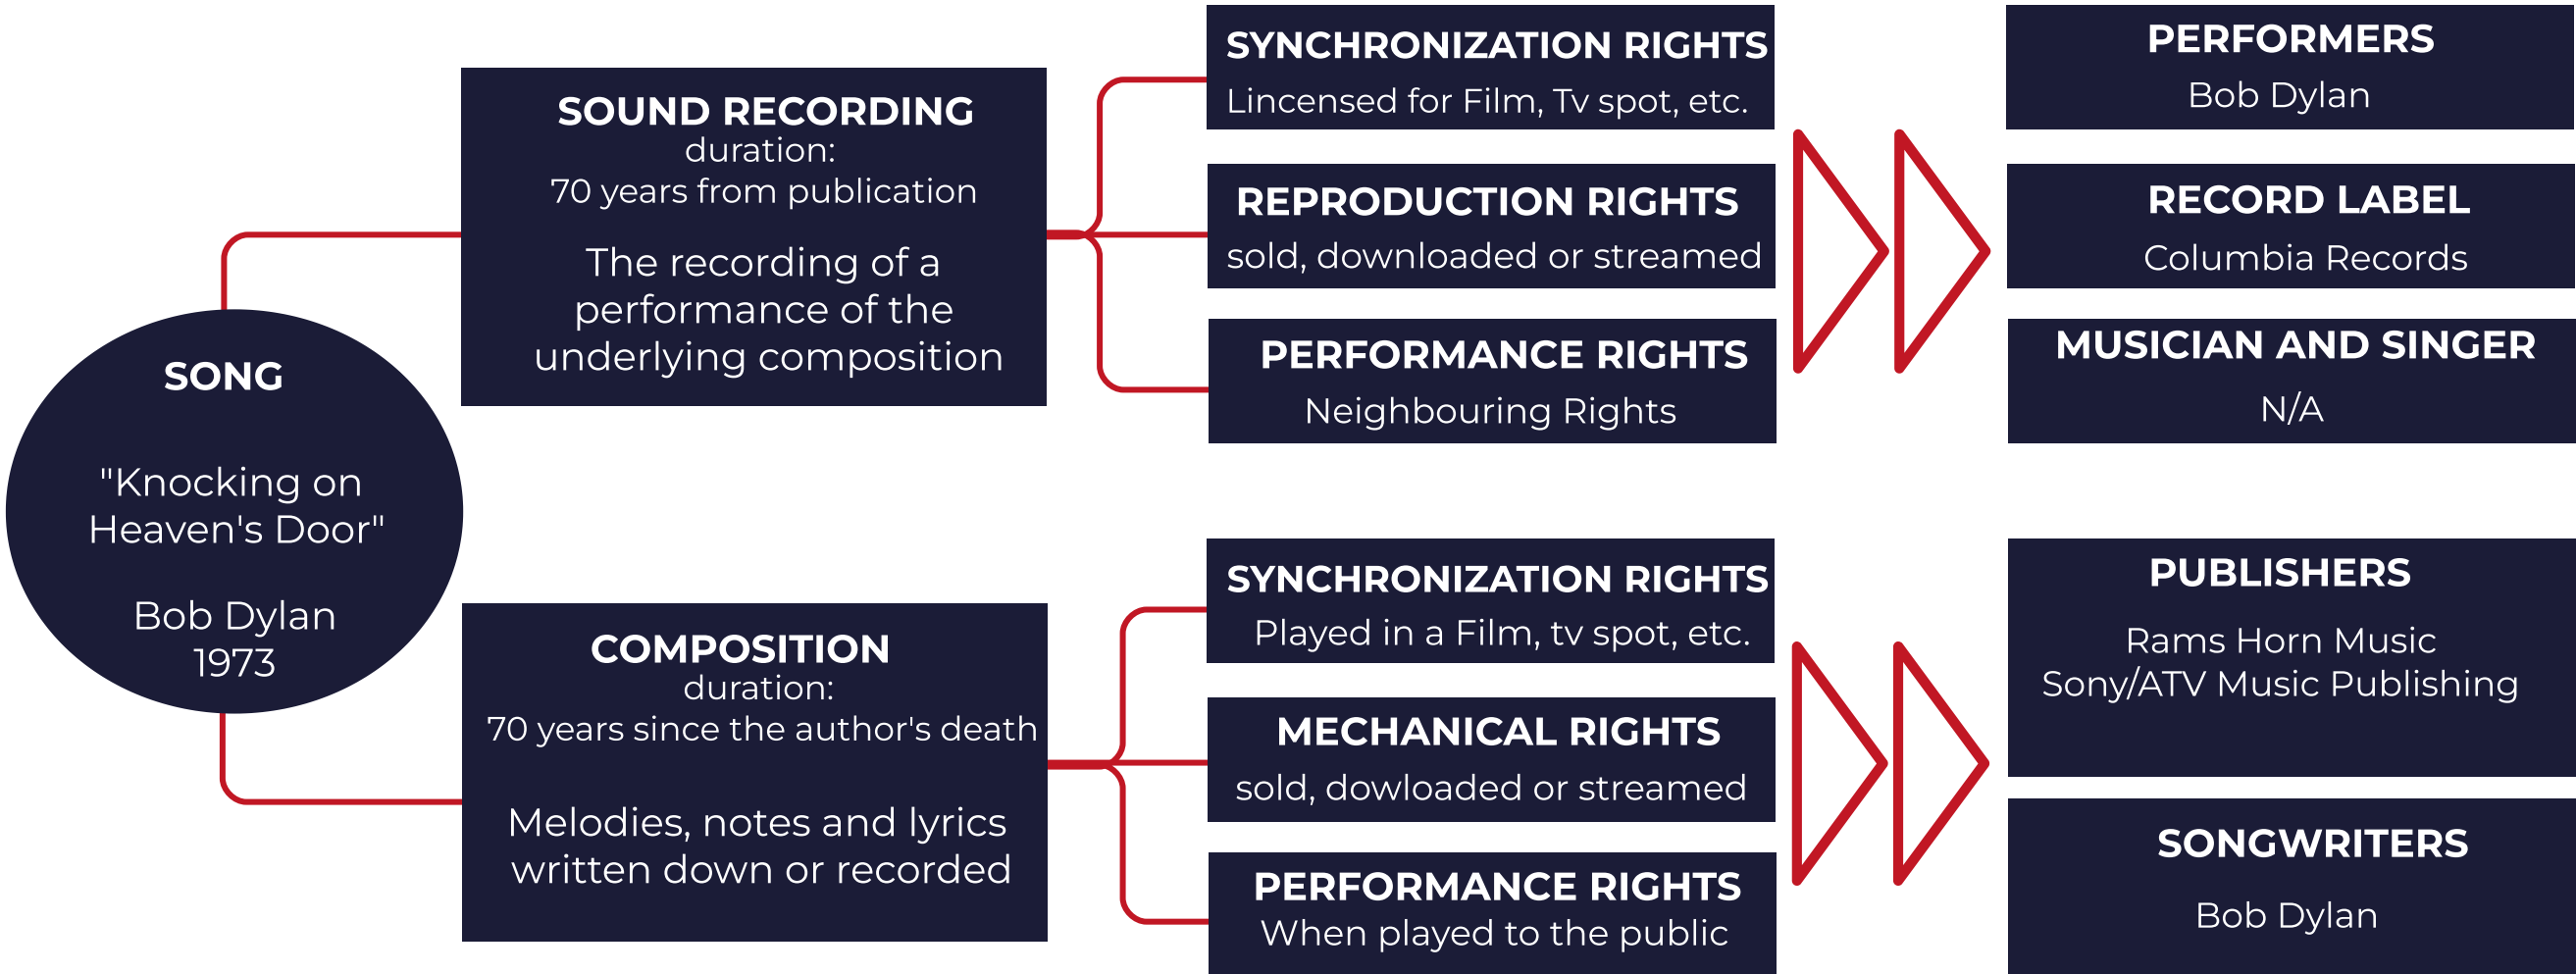 SONG
"Knocking on
Heaven's Door"
Bob Dylan
1973
SOUND RECORDING
duration:
70 years from publication
The recording of a
performance of the
underlying composition
SYNCHRONIZATION RIGHTS
Lincensed for Film, Tv spot, etc.
REPRODUCTION RIGHTS
sold, downloaded or streamed
PERFORMANCE RIGHTS
Neighbouring Rights
PERFORMERS
Bob Dylan
RECORD LABEL
Columbia Records
MUSICIAN AND SINGER
N/A
COMPOSITION
duration:
70 years since the author's death
Melodies, notes and lyrics
written down or recorded
SYNCHRONIZATION RIGHTS
Played in a Film, tv spot, etc.
MECHANICAL RIGHTS
sold, dowloaded or streamed
PERFORMANCE RIGHTS
When played to the public
PUBLISHERS
Rams Horn Music
Sony/ATV Music Publishing
SONGWRITERS
Bob Dylan